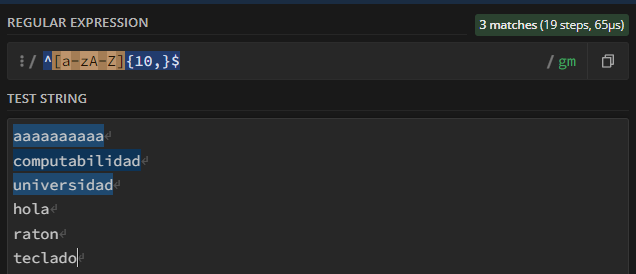 REGULAR EXPRESSION 3 matches (19 steps, 65μs)
/ ^[a-zA-Z]{10,}$ / gm
TEST STRING
aaaaaaaaaa↵
computabilidad↵
universidad↵
hola↵
raton↵
teclado